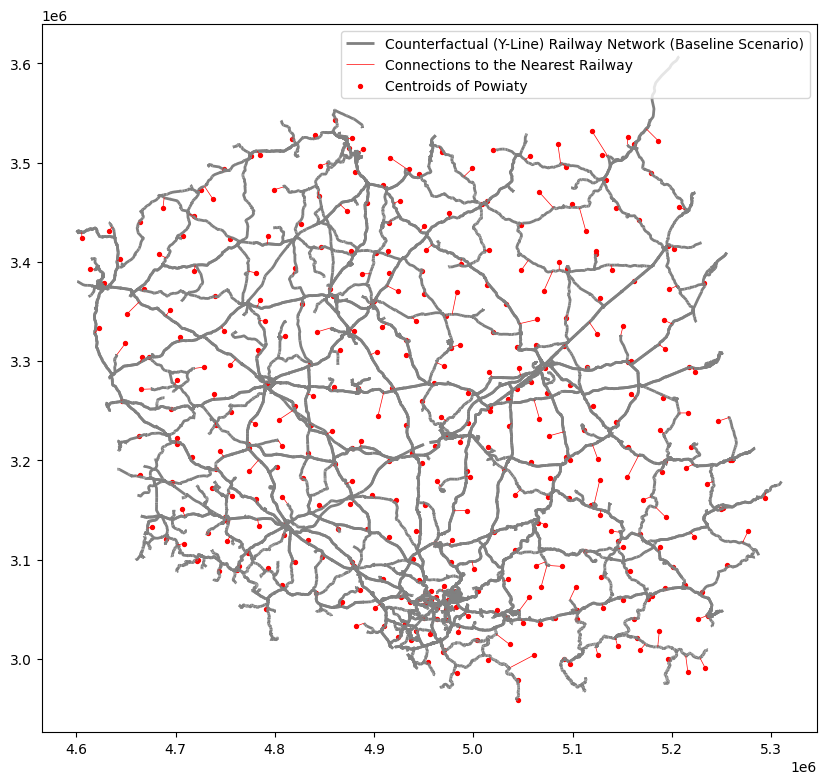 1e6
Counterfactual (Y-Line) Railway Network (Baseline Scenario)
Connections to the Nearest Railway
Centroids of Powiaty
3.6
3.5
3.4
3.3
3.2
3.1
3.0
4.6 4.7 4.8 4.9 5.0 5.1 5.2 5.3
1e6